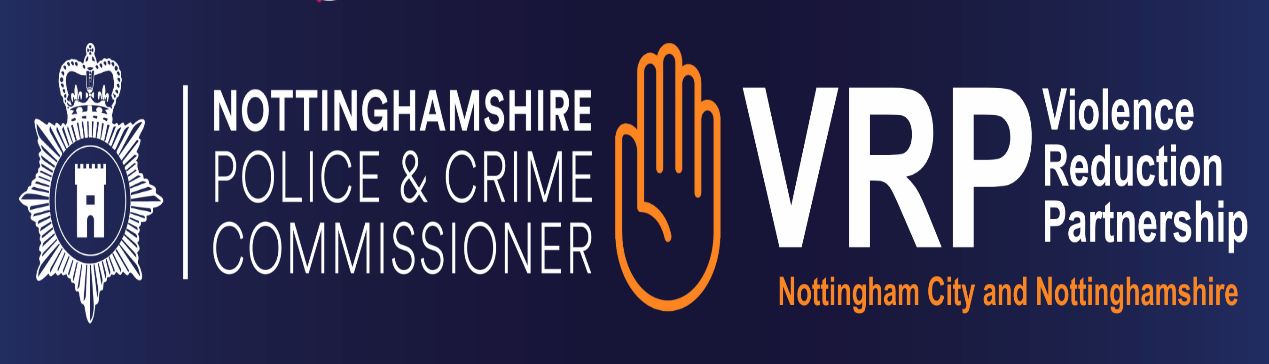 NOTTINGHAMSHIRE
POLICE & CRIME
COMMISSIONER
VRP
Violence
Reduction
Partnership
Nottingham City and Nottinghamshire